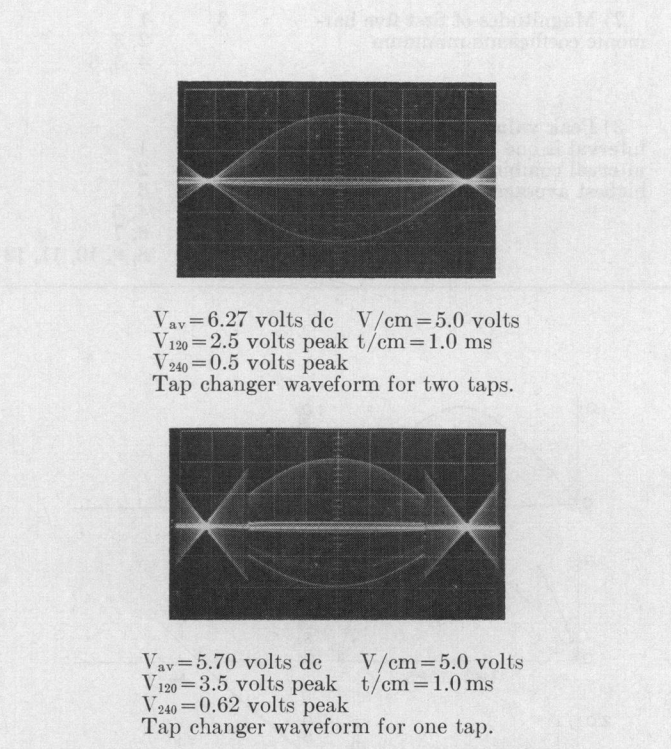 V_av=6.27 volts dc V/cm=5.0 volts
V_120=2.5 volts peak t/cm=1.0 ms
V_240=0.5 volts peak
Tap changer waveform for two taps.
V_av=5.70 volts dc V/cm=5.0 volts
V_120=3.5 volts peak t/cm=1.0 ms
V_240=0.62 volts peak
Tap changer waveform for one tap.